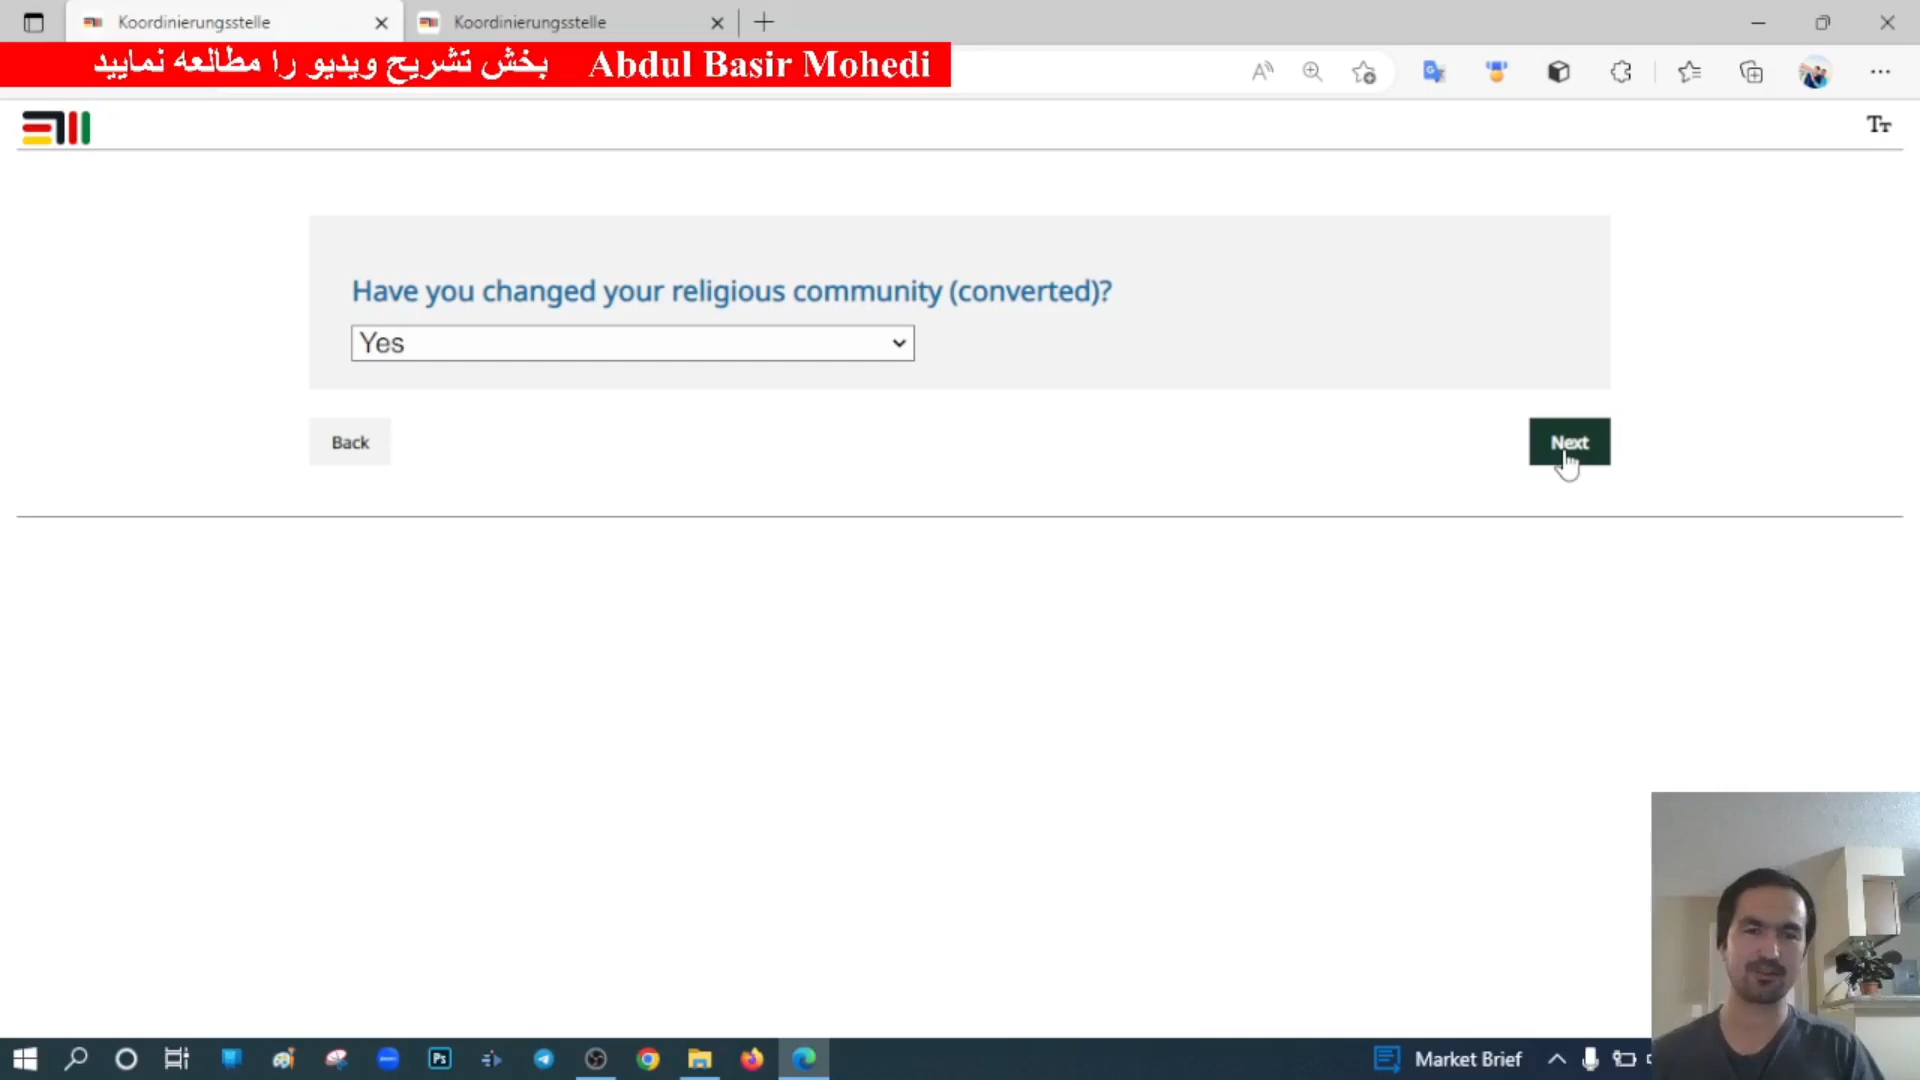 Koordinierungsstelle
Koordinierungsstelle
بخش تشریح ویدیو را مطالعه نمایید Abdul Basir Mohedi
Have you changed your religious community (converted)?
Yes
Back
Next
Market Brief